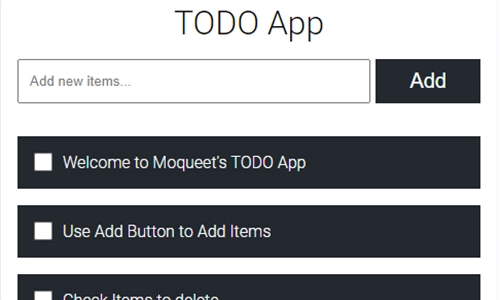 TODO App
Add new items...
Add
Welcome to Moqueet's TODO App
Use Add Button to Add Items
Check Items to delete